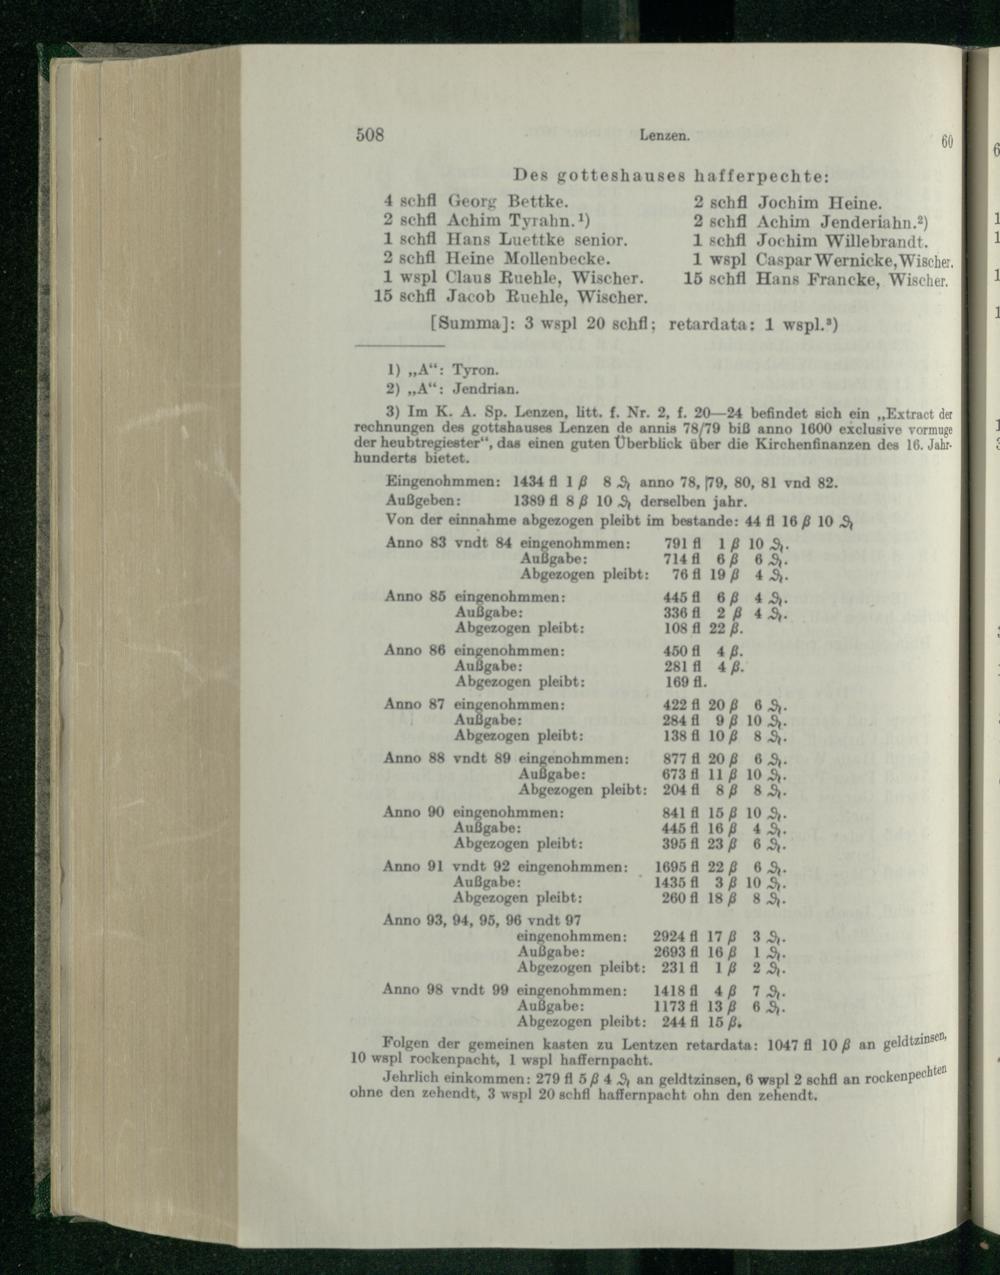 508 Lenzen. 60
Des gotteshauses hafferpechte:
4 schfl Georg Bettke. 2 schfl Jochim Heine.
2 schfl Achim Tyrahn.¹) 2 schfl Achim Jenderiahn.²)
1 schfl Hans Luettke senior. 1 schfl Jochim Willebrandt.
2 schfl Heine Mollenbecke. 1 wspl Caspar Wernicke, Wischer.
1 wspl Claus Ruehle, Wischer. 15 schfl Hans Francke, Wischer.
15 schfl Jacob Ruehle, Wischer.
[Summa]: 3 wspl 20 schfl; retardata: 1 wspl.³)
1) „A“: Tyron.
2) „A“: Jendrian.
3) Im K. A. Sp. Lenzen, litt. f. Nr. 2, f. 20—24 befindet sich ein „Extract der
rechnungen des gottshauses Lenzen de annis 78/79 biß anno 1600 exclusive vormuge
der heubtregiester“, das einen guten Überblick über die Kirchenfinanzen des 16. Jahr-
hunderts bietet.
Eingenohmmen: 1434 fl 1 β 8 ₰ anno 78, 79, 80, 81 vnd 82.
Außgeben: 1389 fl 8 β 10 ₰ derselben jahr.
Von der einnahme abgezogen pleibt im bestande: 44 fl 16 β 10 ₰
Anno 83 vndt 84 eingenohmmen: 791 fl 1 β 10 ₰.
Außgabe: 714 fl 6 β 6 ₰.
Abgezogen pleibt: 76 fl 19 β 4 ₰.
Anno 85 eingenohmmen: 445 fl 6 β 4 ₰.
Außgabe: 336 fl 2 β 4 ₰.
Abgezogen pleibt: 108 fl 22 β.
Anno 86 eingenohmmen: 450 fl 4 β.
Außgabe: 281 fl 4 β.
Abgezogen pleibt: 169 fl.
Anno 87 eingenohmmen: 422 fl 20 β 6 ₰.
Außgabe: 284 fl 9 β 10 ₰.
Abgezogen pleibt: 138 fl 10 β 8 ₰.
Anno 88 vndt 89 eingenohmmen: 877 fl 20 β 6 ₰.
Außgabe: 673 fl 11 β 10 ₰.
Abgezogen pleibt: 204 fl 8 β 8 ₰.
Anno 90 eingenohmmen: 841 fl 15 β 10 ₰.
Außgabe: 445 fl 16 β 4 ₰.
Abgezogen pleibt: 395 fl 23 β 6 ₰.
Anno 91 vndt 92 eingenohmmen: 1695 fl 22 β 6 ₰.
Außgabe: 1435 fl 3 β 10 ₰.
Abgezogen pleibt: 260 fl 18 β 8 ₰.
Anno 93, 94, 95, 96 vndt 97
eingenohmmen: 2924 fl 17 β 3 ₰.
Außgabe: 2693 fl 16 β 1 ₰.
Abgezogen pleibt: 231 fl 1 β 2 ₰.
Anno 98 vndt 99 eingenohmmen: 1418 fl 4 β 7 ₰.
Außgabe: 1173 fl 13 β 6 ₰.
Abgezogen pleibt: 244 fl 15 β.
Folgen der gemeinen kasten zu Lentzen retardata: 1047 fl 10 β an geldtzinsen,
10 wspl rockenpacht, 1 wspl haffernpacht.
Jehrlich einkommen: 279 fl 5 β 4 ₰ an geldtzinsen, 6 wspl 2 schfl an rockenpechten
ohne den zehendt, 3 wspl 20 schfl haffernpacht ohn den zehendt.